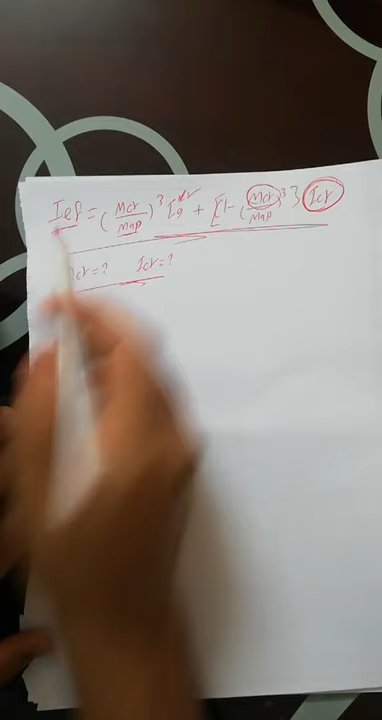 Ief = (Mcr/Map)^3 Ig + [1-(Mcr/Map)^3} Icr
cr=? Icr=?